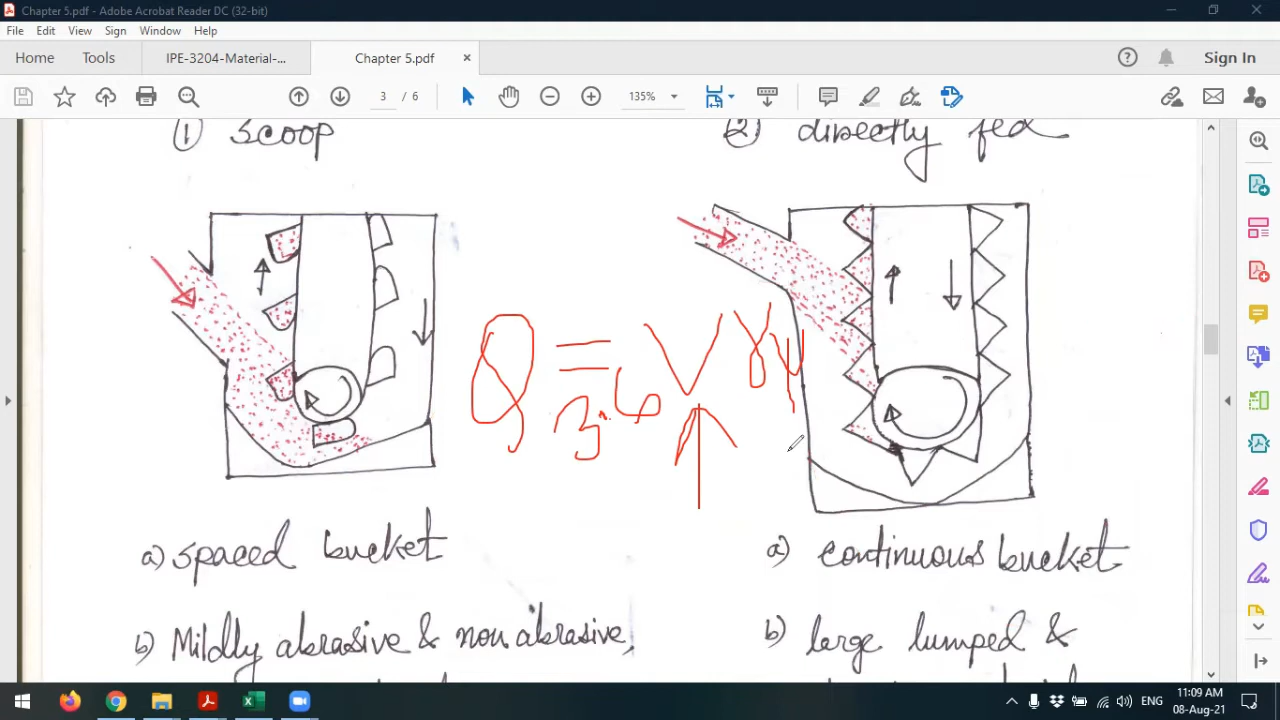 Chapter 5.pdf - Adobe Acrobat Reader DC (32-bit)
File Edit View Sign Window Help
Home Tools IPE-3204-Material-... Chapter 5.pdf × Sign In
3 / 6 135%
① scoop
② directly fed
Q = 3.6 V γ ψ
a) spaced bucket
a) continuous bucket
b) Mildly abrasive & non abrasive,
b) large lumped &
ENG 11:09 AM
08-Aug-21